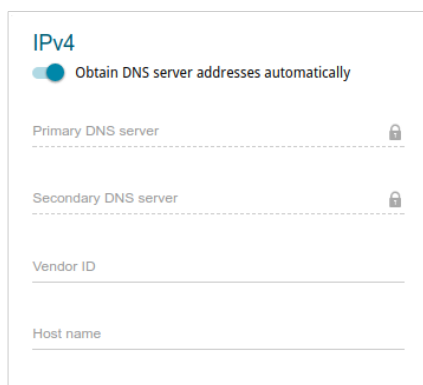 IPv4
Obtain DNS server addresses automatically
Primary DNS server
Secondary DNS server
Vendor ID
Host name